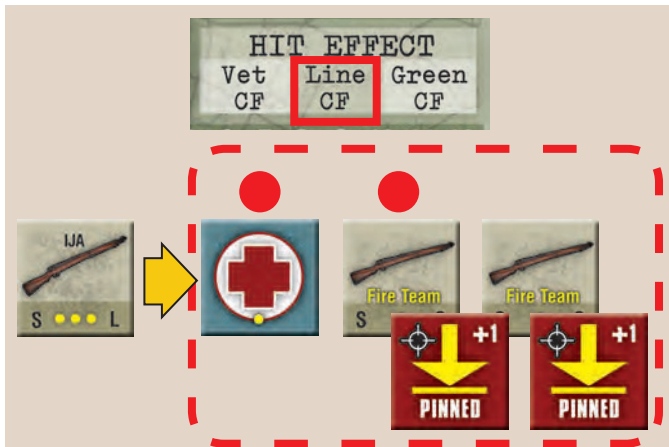 HIT EFFECT
Vet Line Green
CF CF CF
IJA
S L
Fire Team Fire Team
S
+1 +1
PINNED PINNED